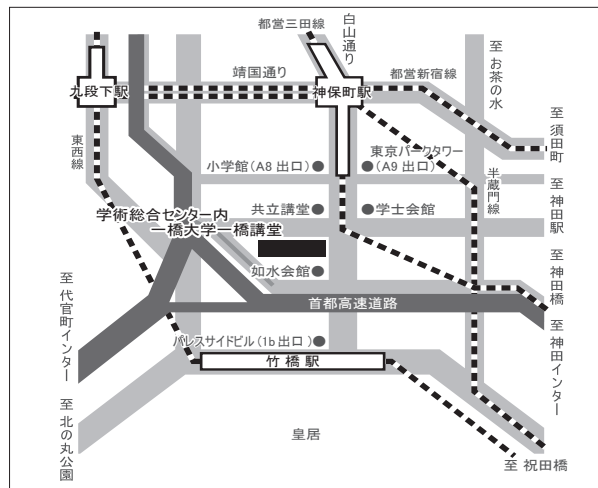 都営三田線
白山通り
至 お茶の水
靖国通り
都営新宿線
九段下駅
神保町駅
至 須田町
東西線
小学館(A8 出口)
東京パークタワー
(A9 出口)
半蔵門線
至 神田駅
学術総合センター内
一橋大学一橋講堂
共立講堂
学士会館
如水会館
至 神田橋
至 代官町インター
首都高速道路
至 神田インター
パレスサイドビル(1b 出口)
竹橋駅
至 北の丸公園
皇居
至 祝田橋